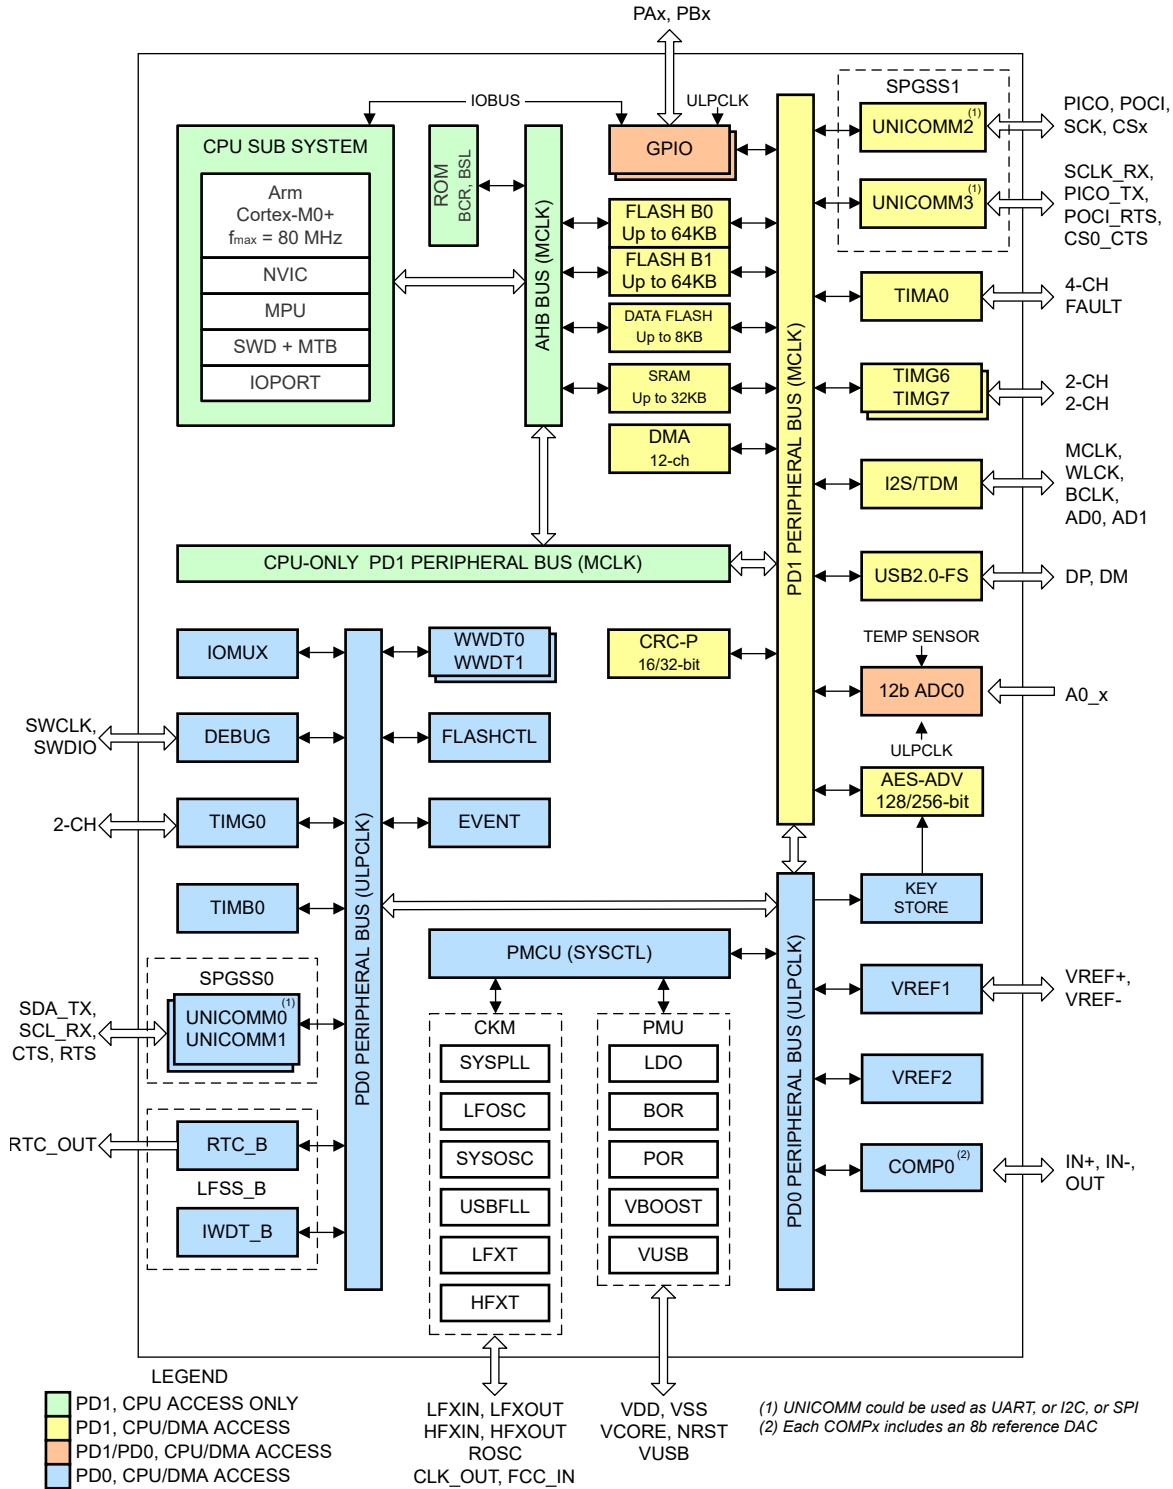 PAx, PBx
IOBUS
ULPCLK
SPGSS1
CPU SUB SYSTEM
Arm
Cortex-M0+
fmax = 80 MHz
NVIC
MPU
SWD + MTB
IOPORT
ROM
BCR, BSL
AHB BUS (MCLK)
GPIO
FLASH B0
Up to 64KB
FLASH B1
Up to 64KB
DATA FLASH
Up to 8KB
SRAM
Up to 32KB
DMA
12-ch
PD1 PERIPHERAL BUS (MCLK)
UNICOMM2 (1)
PICO, POCI,
SCK, CSx
UNICOMM3 (1)
SCLK_RX,
PICO_TX,
POCI_RTS,
CS0_CTS
TIMA0
4-CH
FAULT
TIMG6
TIMG7
2-CH
2-CH
I2S/TDM
MCLK,
WLCK,
BCLK,
AD0, AD1
CPU-ONLY PD1 PERIPHERAL BUS (MCLK)
USB2.0-FS
DP, DM
CRC-P
16/32-bit
TEMP SENSOR
12b ADC0
A0_x
ULPCLK
AES-ADV
128/256-bit
KEY
STORE
IOMUX
WWDT0
WWDT1
SWCLK,
SWDIO
DEBUG
FLASHCTL
2-CH
TIMG0
EVENT
TIMB0
PD0 PERIPHERAL BUS (ULPCLK)
PMCU (SYSCTL)
PD0 PERIPHERAL BUS (ULPCLK)
SPGSS0
SDA_TX,
SCL_RX,
CTS, RTS
UNICOMM0 (1)
UNICOMM1
RTC_OUT
RTC_B
LFSS_B
IWDT_B
CKM
SYSPLL
LFOSC
SYSOSC
USBFLL
LFXT
HFXT
PMU
LDO
BOR
POR
VBOOST
VUSB
VREF1
VREF+,
VREF-
VREF2
COMP0 (2)
IN+, IN-,
OUT
LEGEND
PD1, CPU ACCESS ONLY
PD1, CPU/DMA ACCESS
PD1/PD0, CPU/DMA ACCESS
PD0, CPU/DMA ACCESS
LFXIN, LFXOUT
HFXIN, HFXOUT
ROSC
CLK_OUT, FCC_IN
VDD, VSS
VCORE, NRST
VUSB
(1) UNICOMM could be used as UART, or I2C, or SPI
(2) Each COMPx includes an 8b reference DAC